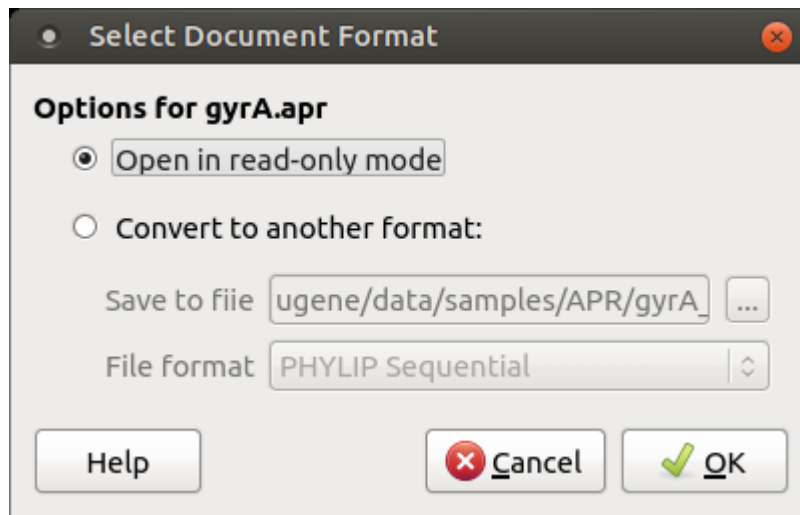 Select Document Format
Options for gyrA.apr
Open in read-only mode
Convert to another format:
Save to fiie ugene/data/samples/APR/gyrA_ ...
File format PHYLIP Sequential
Help Cancel OK